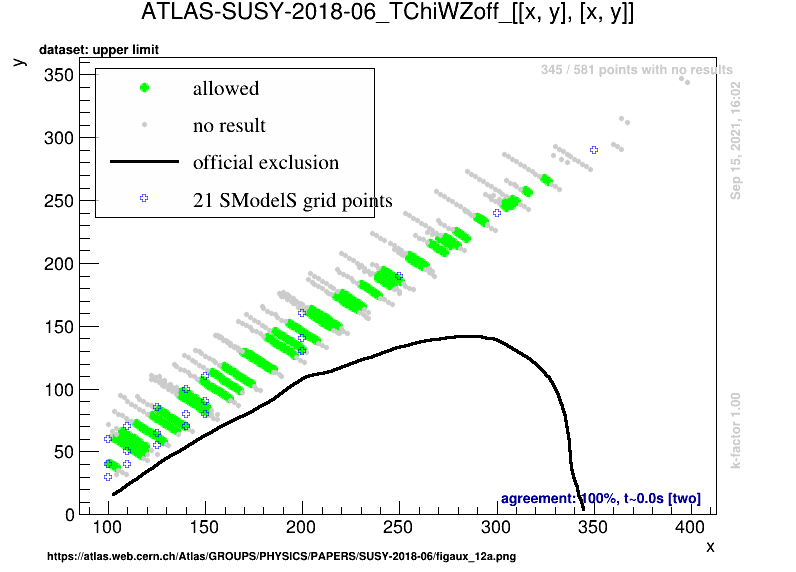 ATLAS-SUSY-2018-06_TChiWZoff_[[x, y], [x, y]]
dataset: upper limit
y
345 / 581 points with no results
allowed
no result
official exclusion
21 SModelS grid points
Sep 15, 2021, 16:02
k-factor 1.00
350
300
250
200
150
100
50
0
agreement: 100%, t~0.0s [two]
100 150 200 250 300 350 400
x
https://atlas.web.cern.ch/Atlas/GROUPS/PHYSICS/PAPERS/SUSY-2018-06/figaux_12a.png